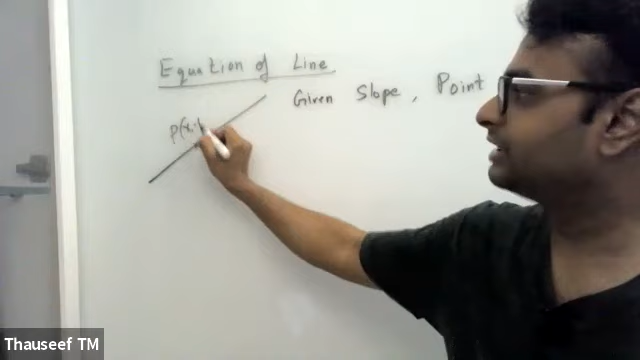 Equation of Line
Given Slope, Point
Thauseef TM